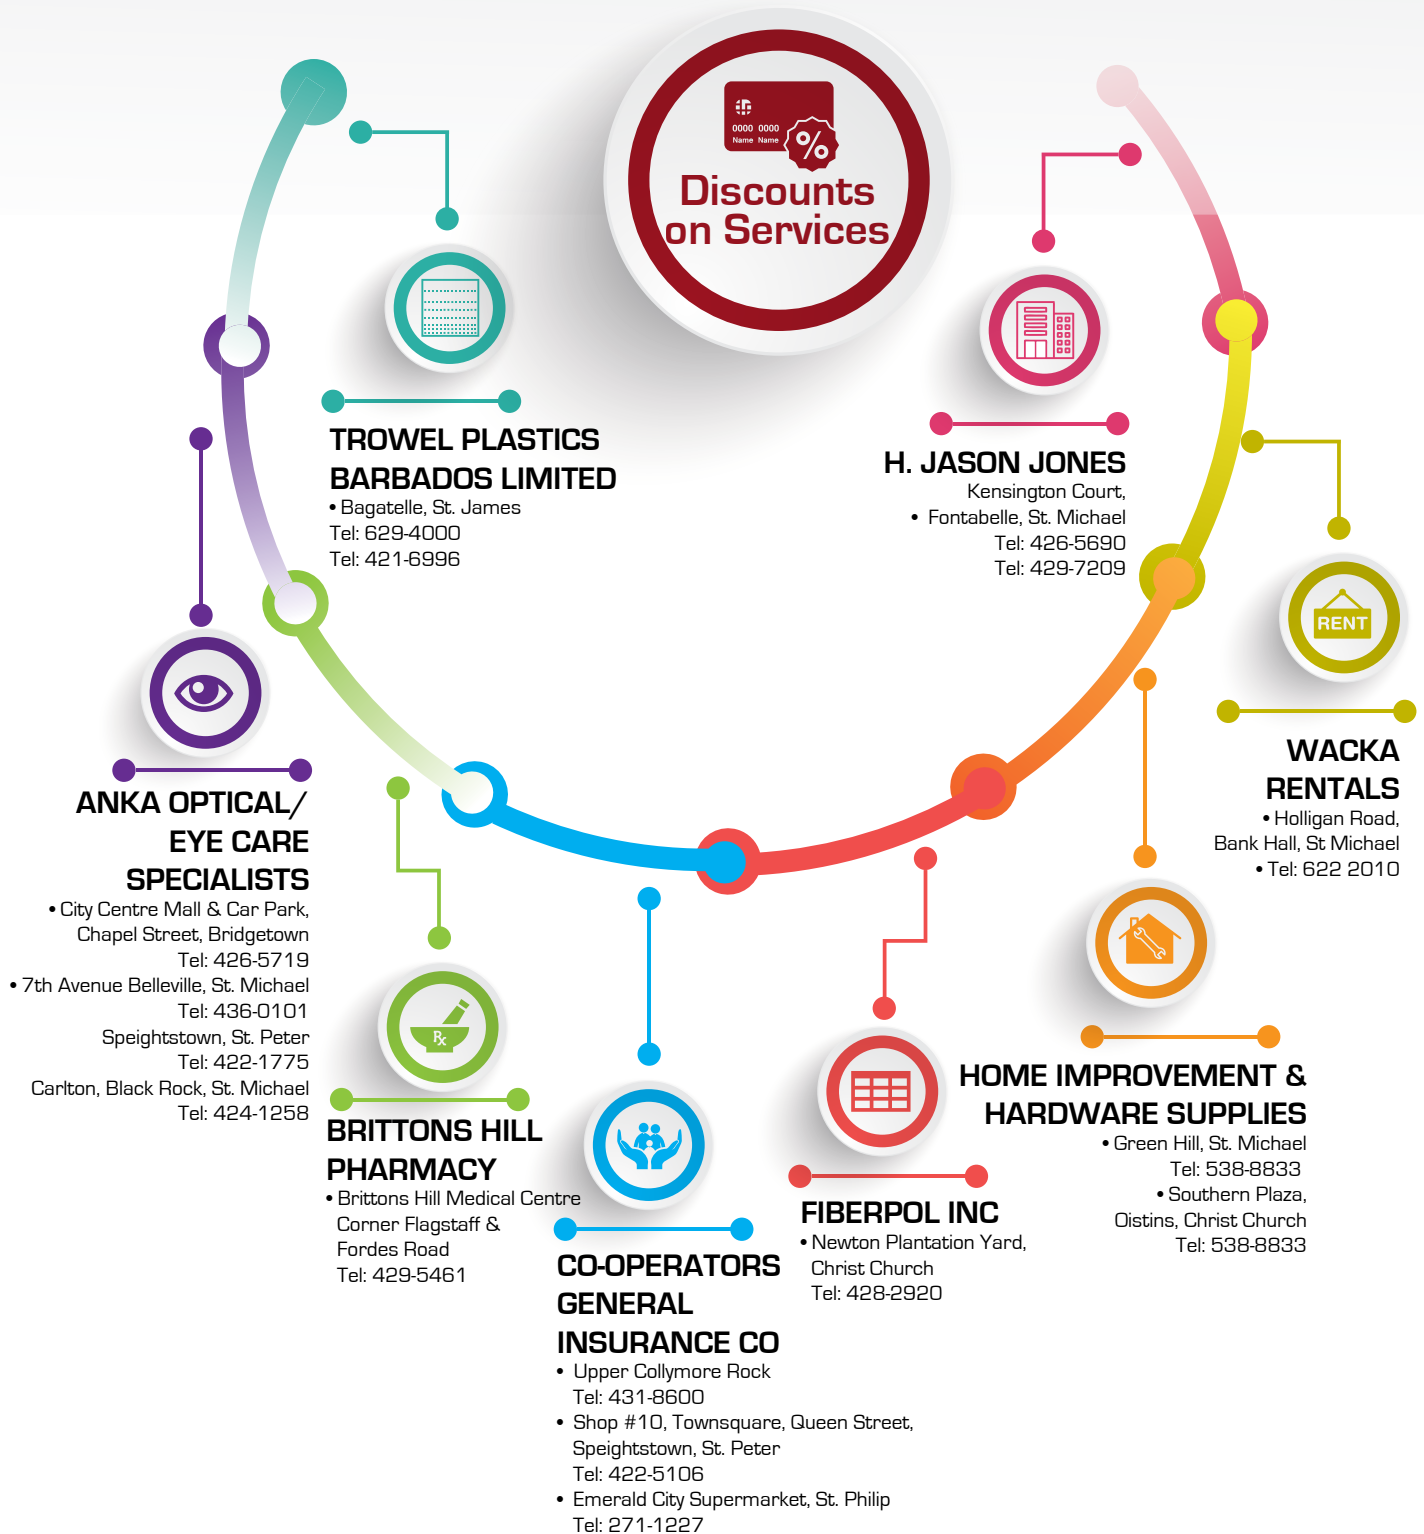 0000 0000
Name Name
%
Discounts
on Services
TROWEL PLASTICS
BARBADOS LIMITED
• Bagatelle, St. James
Tel: 629-4000
Tel: 421-6996
H. JASON JONES
Kensington Court,
• Fontabelle, St. Michael
Tel: 426-5690
Tel: 429-7209
RENT
WACKA
RENTALS
• Holligan Road,
Bank Hall, St Michael
• Tel: 622 2010
ANKA OPTICAL/
EYE CARE
SPECIALISTS
• City Centre Mall & Car Park,
Chapel Street, Bridgetown
Tel: 426-5719
• 7th Avenue Belleville, St. Michael
Tel: 436-0101
Speightstown, St. Peter
Tel: 422-1775
Carlton, Black Rock, St. Michael
Tel: 424-1258
Rx
BRITTONS HILL
PHARMACY
• Brittons Hill Medical Centre
Corner Flagstaff &
Fordes Road
Tel: 429-5461
CO-OPERATORS
GENERAL
INSURANCE CO
• Upper Collymore Rock
Tel: 431-8600
• Shop #10, Townsquare, Queen Street,
Speightstown, St. Peter
Tel: 422-5106
• Emerald City Supermarket, St. Philip
Tel: 271-1227
FIBERPOL INC
• Newton Plantation Yard,
Christ Church
Tel: 428-2920
HOME IMPROVEMENT &
HARDWARE SUPPLIES
• Green Hill, St. Michael
Tel: 538-8833
• Southern Plaza,
Oistins, Christ Church
Tel: 538-8833